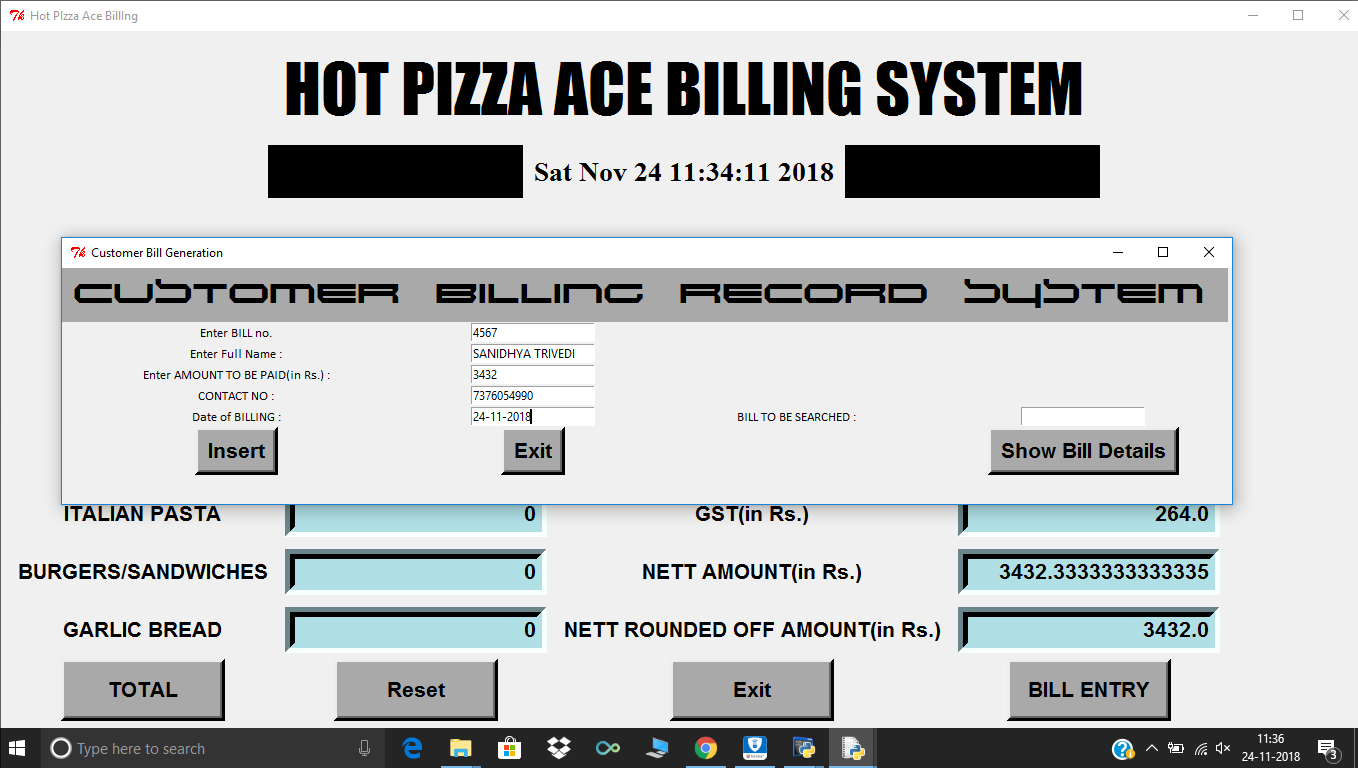 Hot PIzza Ace BillIng
HOT PIZZA ACE BILLING SYSTEM
Sat Nov 24 11:34:11 2018
Customer Bill Generation
CUSTOMER BILLING RECORD SYSTEM
Enter BILL no. 4567
Enter Full Name : SANIDHYA TRIVEDI
Enter AMOUNT TO BE PAID(in Rs.) : 3432
CONTACT NO : 7376054990
Date of BILLING : 24-11-2018 BILL TO BE SEARCHED :
Insert Exit Show Bill Details
ITALIAN PASTA 0 GST(in Rs.) 264.0
BURGERS/SANDWICHES 0 NETT AMOUNT(in Rs.) 3432.3333333333335
GARLIC BREAD 0 NETT ROUNDED OFF AMOUNT(in Rs.) 3432.0
TOTAL Reset Exit BILL ENTRY
Type here to search
11:36
24-11-2018
3